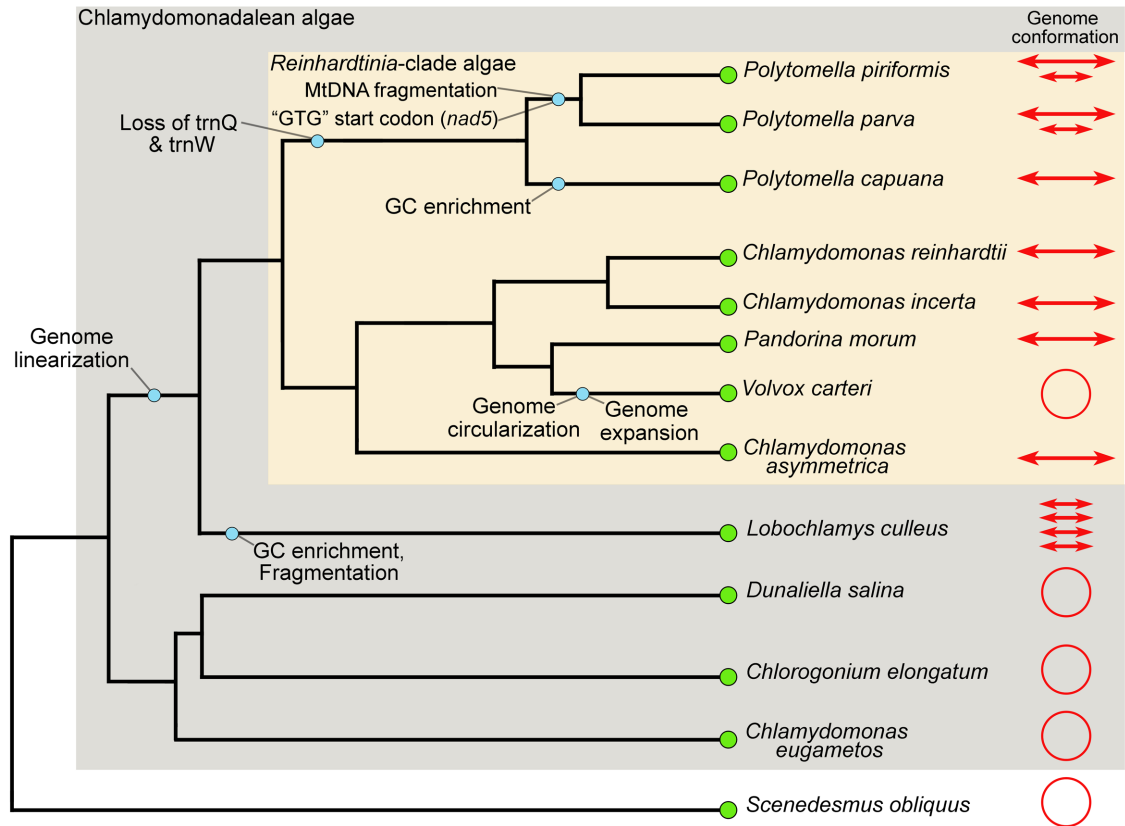 Chlamydomonadalean algae
Genome
conformation
Reinhardtinia-clade algae
MtDNA fragmentation
“GTG” start codon (nad5)
Loss of trnQ
& trnW
GC enrichment
Polytomella piriformis
Polytomella parva
Polytomella capuana
Chlamydomonas reinhardtii
Chlamydomonas incerta
Pandorina morum
Volvox carteri
Genome
linearization
Genome
circularization
Genome
expansion
Chlamydomonas
asymmetrica
Lobochlamys culleus
GC enrichment,
Fragmentation
Dunaliella salina
Chlorogonium elongatum
Chlamydomonas
eugametos
Scenedesmus obliquus